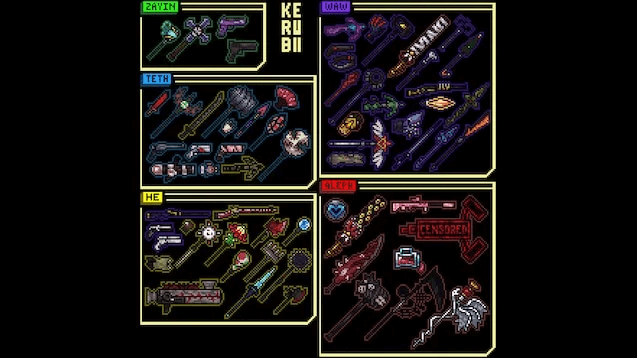 ZAYIN
KE
RU
BII
WAW
TETH
HE
ALEPH
CENSORED